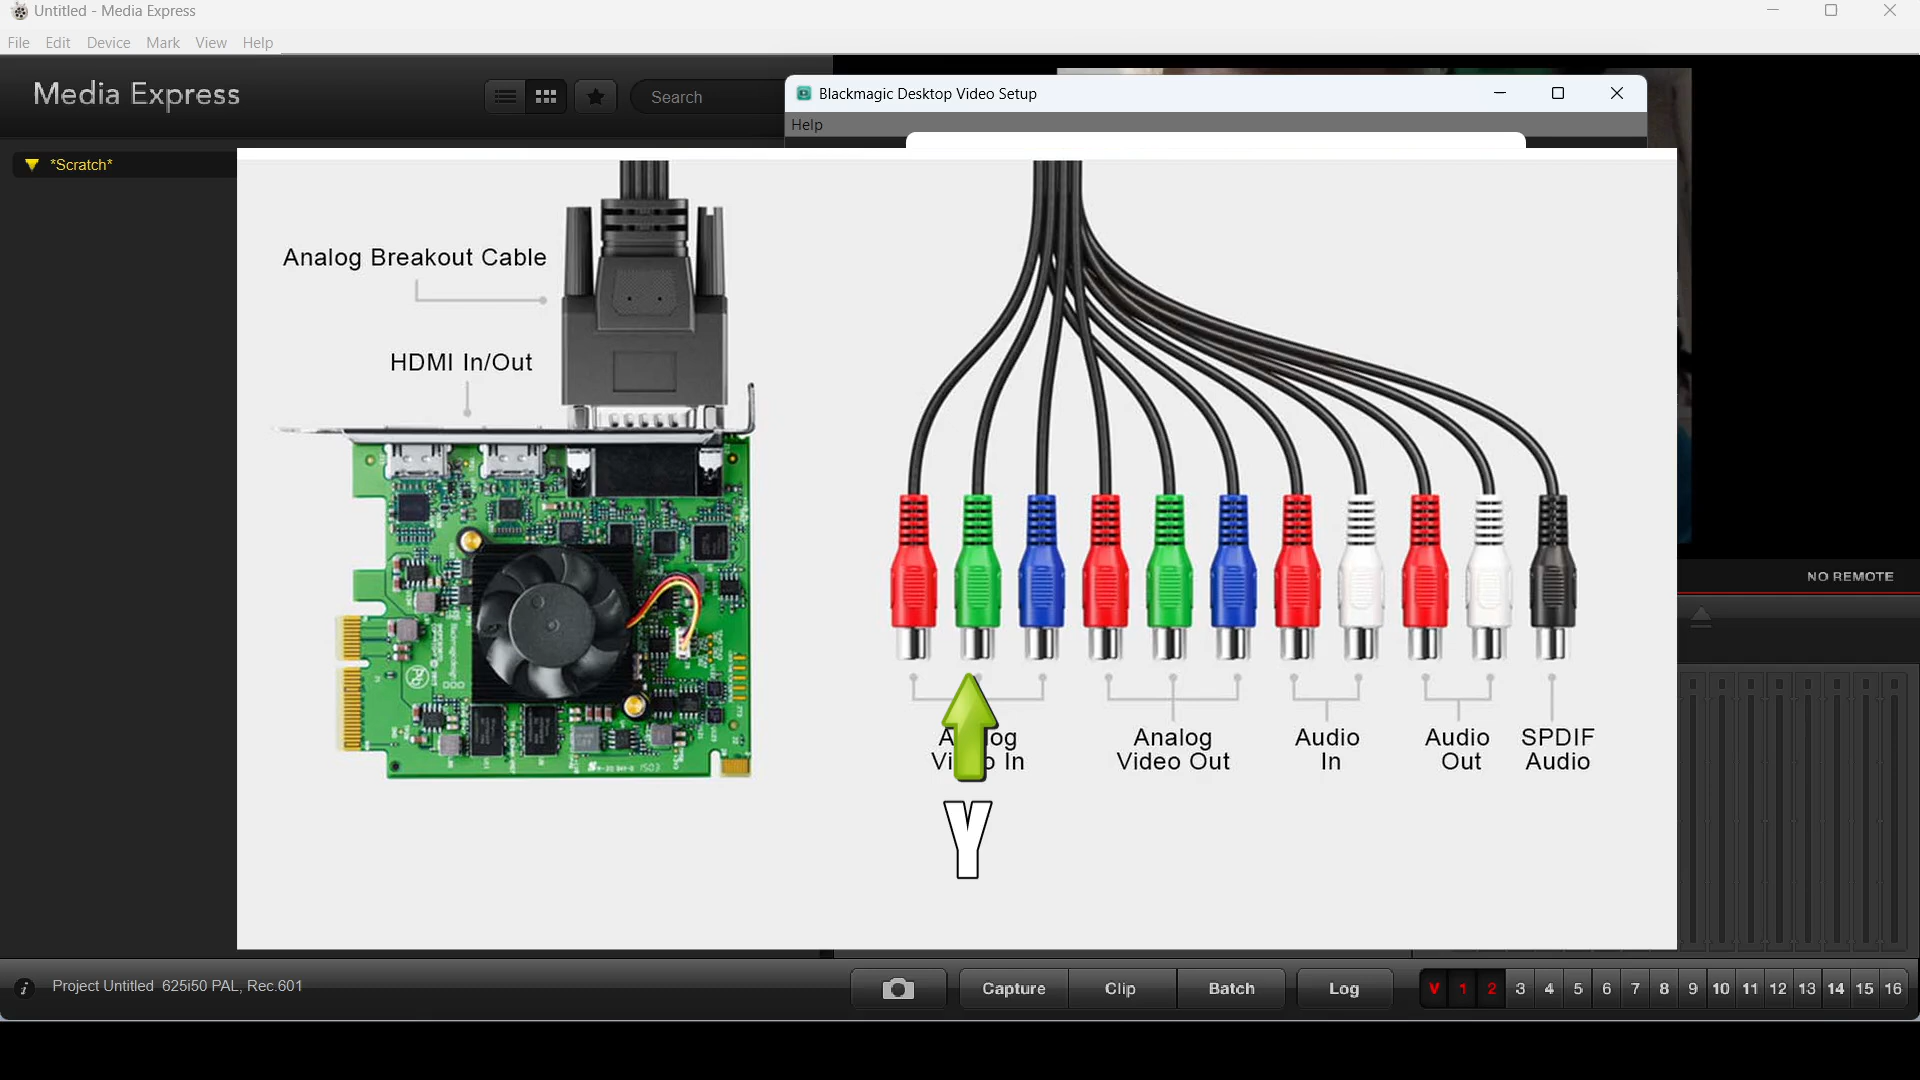 Untitled - Media Express
File Edit Device Mark View Help
Media Express
Search
Blackmagic Desktop Video Setup
Help
*Scratch*
Analog Breakout Cable
HDMI In/Out
Analog
Video In
Analog
Video Out
Audio
In
Audio
Out
SPDIF
Audio
Y
NO REMOTE
Project Untitled 625i50 PAL, Rec.601
Capture Clip Batch Log
V 1 2 3 4 5 6 7 8 9 10 11 12 13 14 15 16